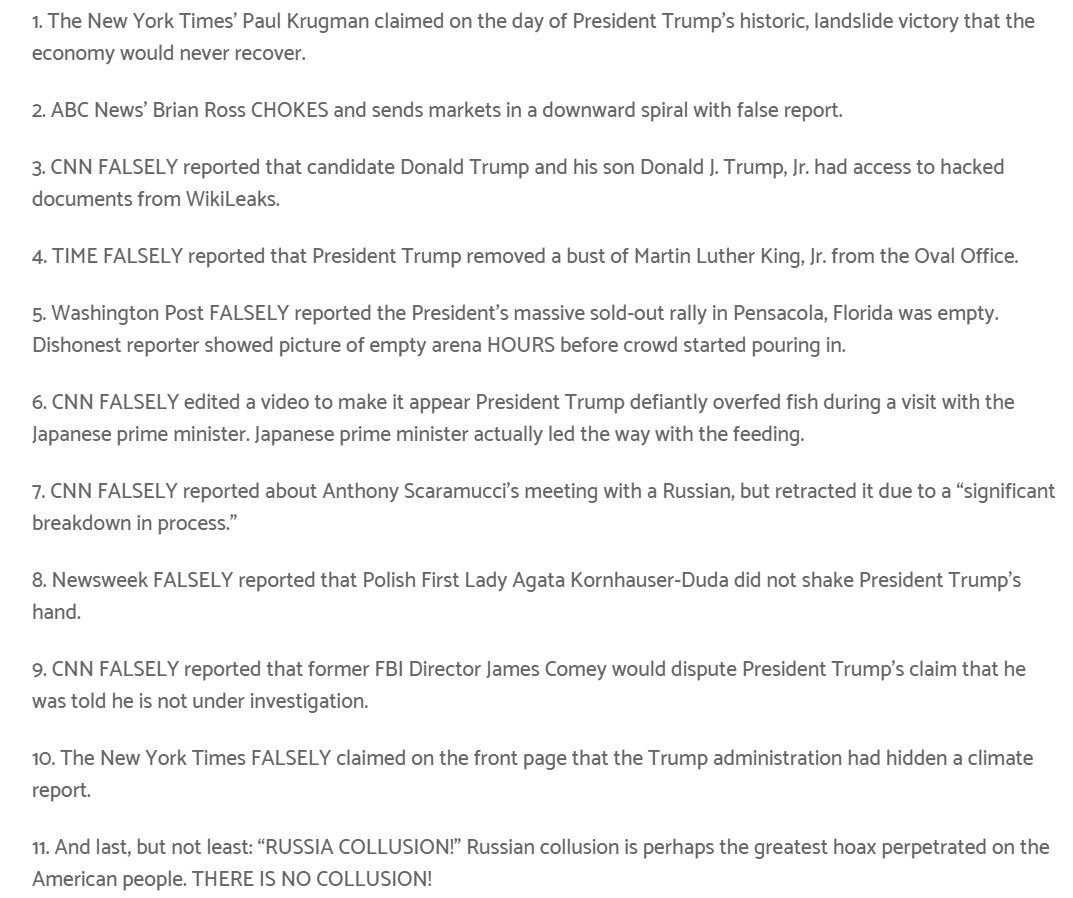 1. The New York Times’ Paul Krugman claimed on the day of President Trump’s historic, landslide victory that the
economy would never recover.
2. ABC News’ Brian Ross CHOKES and sends markets in a downward spiral with false report.
3. CNN FALSELY reported that candidate Donald Trump and his son Donald J. Trump, Jr. had access to hacked
documents from WikiLeaks.
4. TIME FALSELY reported that President Trump removed a bust of Martin Luther King, Jr. from the Oval Office.
5. Washington Post FALSELY reported the President’s massive sold-out rally in Pensacola, Florida was empty.
Dishonest reporter showed picture of empty arena HOURS before crowd started pouring in.
6. CNN FALSELY edited a video to make it appear President Trump defiantly overfed fish during a visit with the
Japanese prime minister. Japanese prime minister actually led the way with the feeding.
7. CNN FALSELY reported about Anthony Scaramucci’s meeting with a Russian, but retracted it due to a “significant
breakdown in process.”
8. Newsweek FALSELY reported that Polish First Lady Agata Kornhauser-Duda did not shake President Trump’s
hand.
9. CNN FALSELY reported that former FBI Director James Comey would dispute President Trump’s claim that he
was told he is not under investigation.
10. The New York Times FALSELY claimed on the front page that the Trump administration had hidden a climate
report.
11. And last, but not least: “RUSSIA COLLUSION!” Russian collusion is perhaps the greatest hoax perpetrated on the
American people. THERE IS NO COLLUSION!